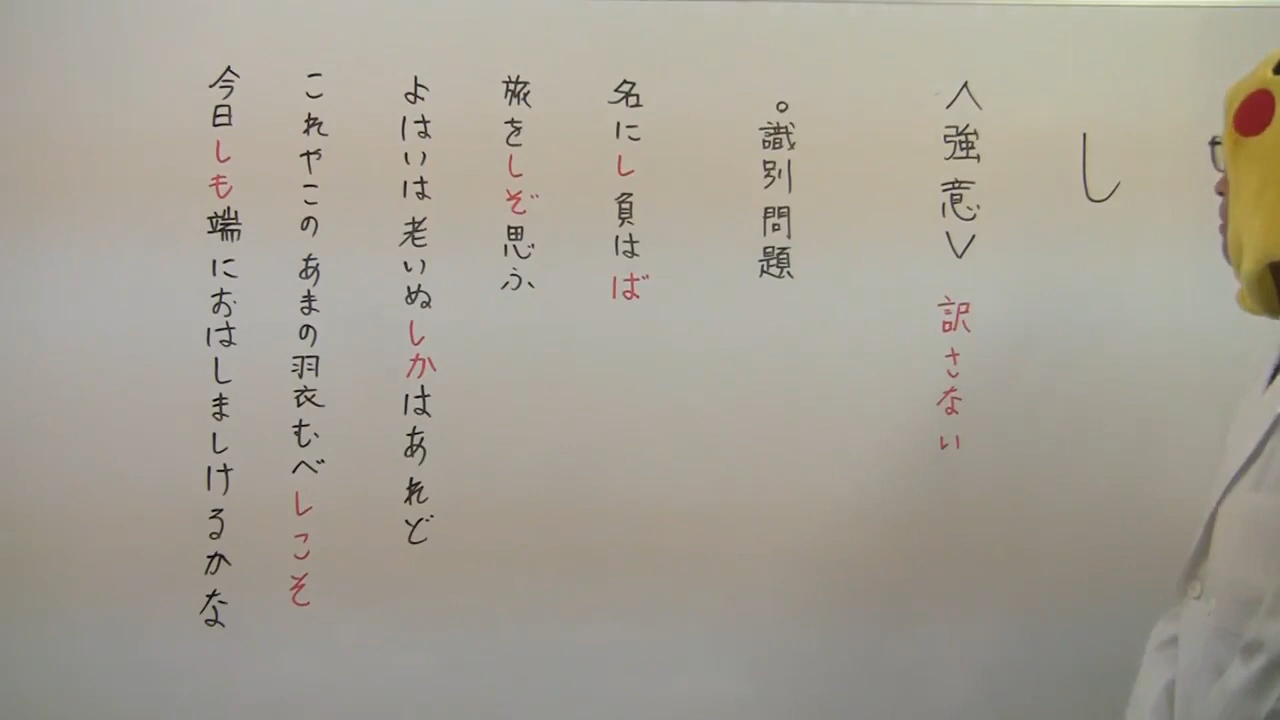 し
〈強意〉 訳さない
。識別問題
名にし負はば
旅をしぞ思ふ
よはいは老いぬしかはあれど
これやこの あまの羽衣むべしこそ
今日しも端におはしましけるかな